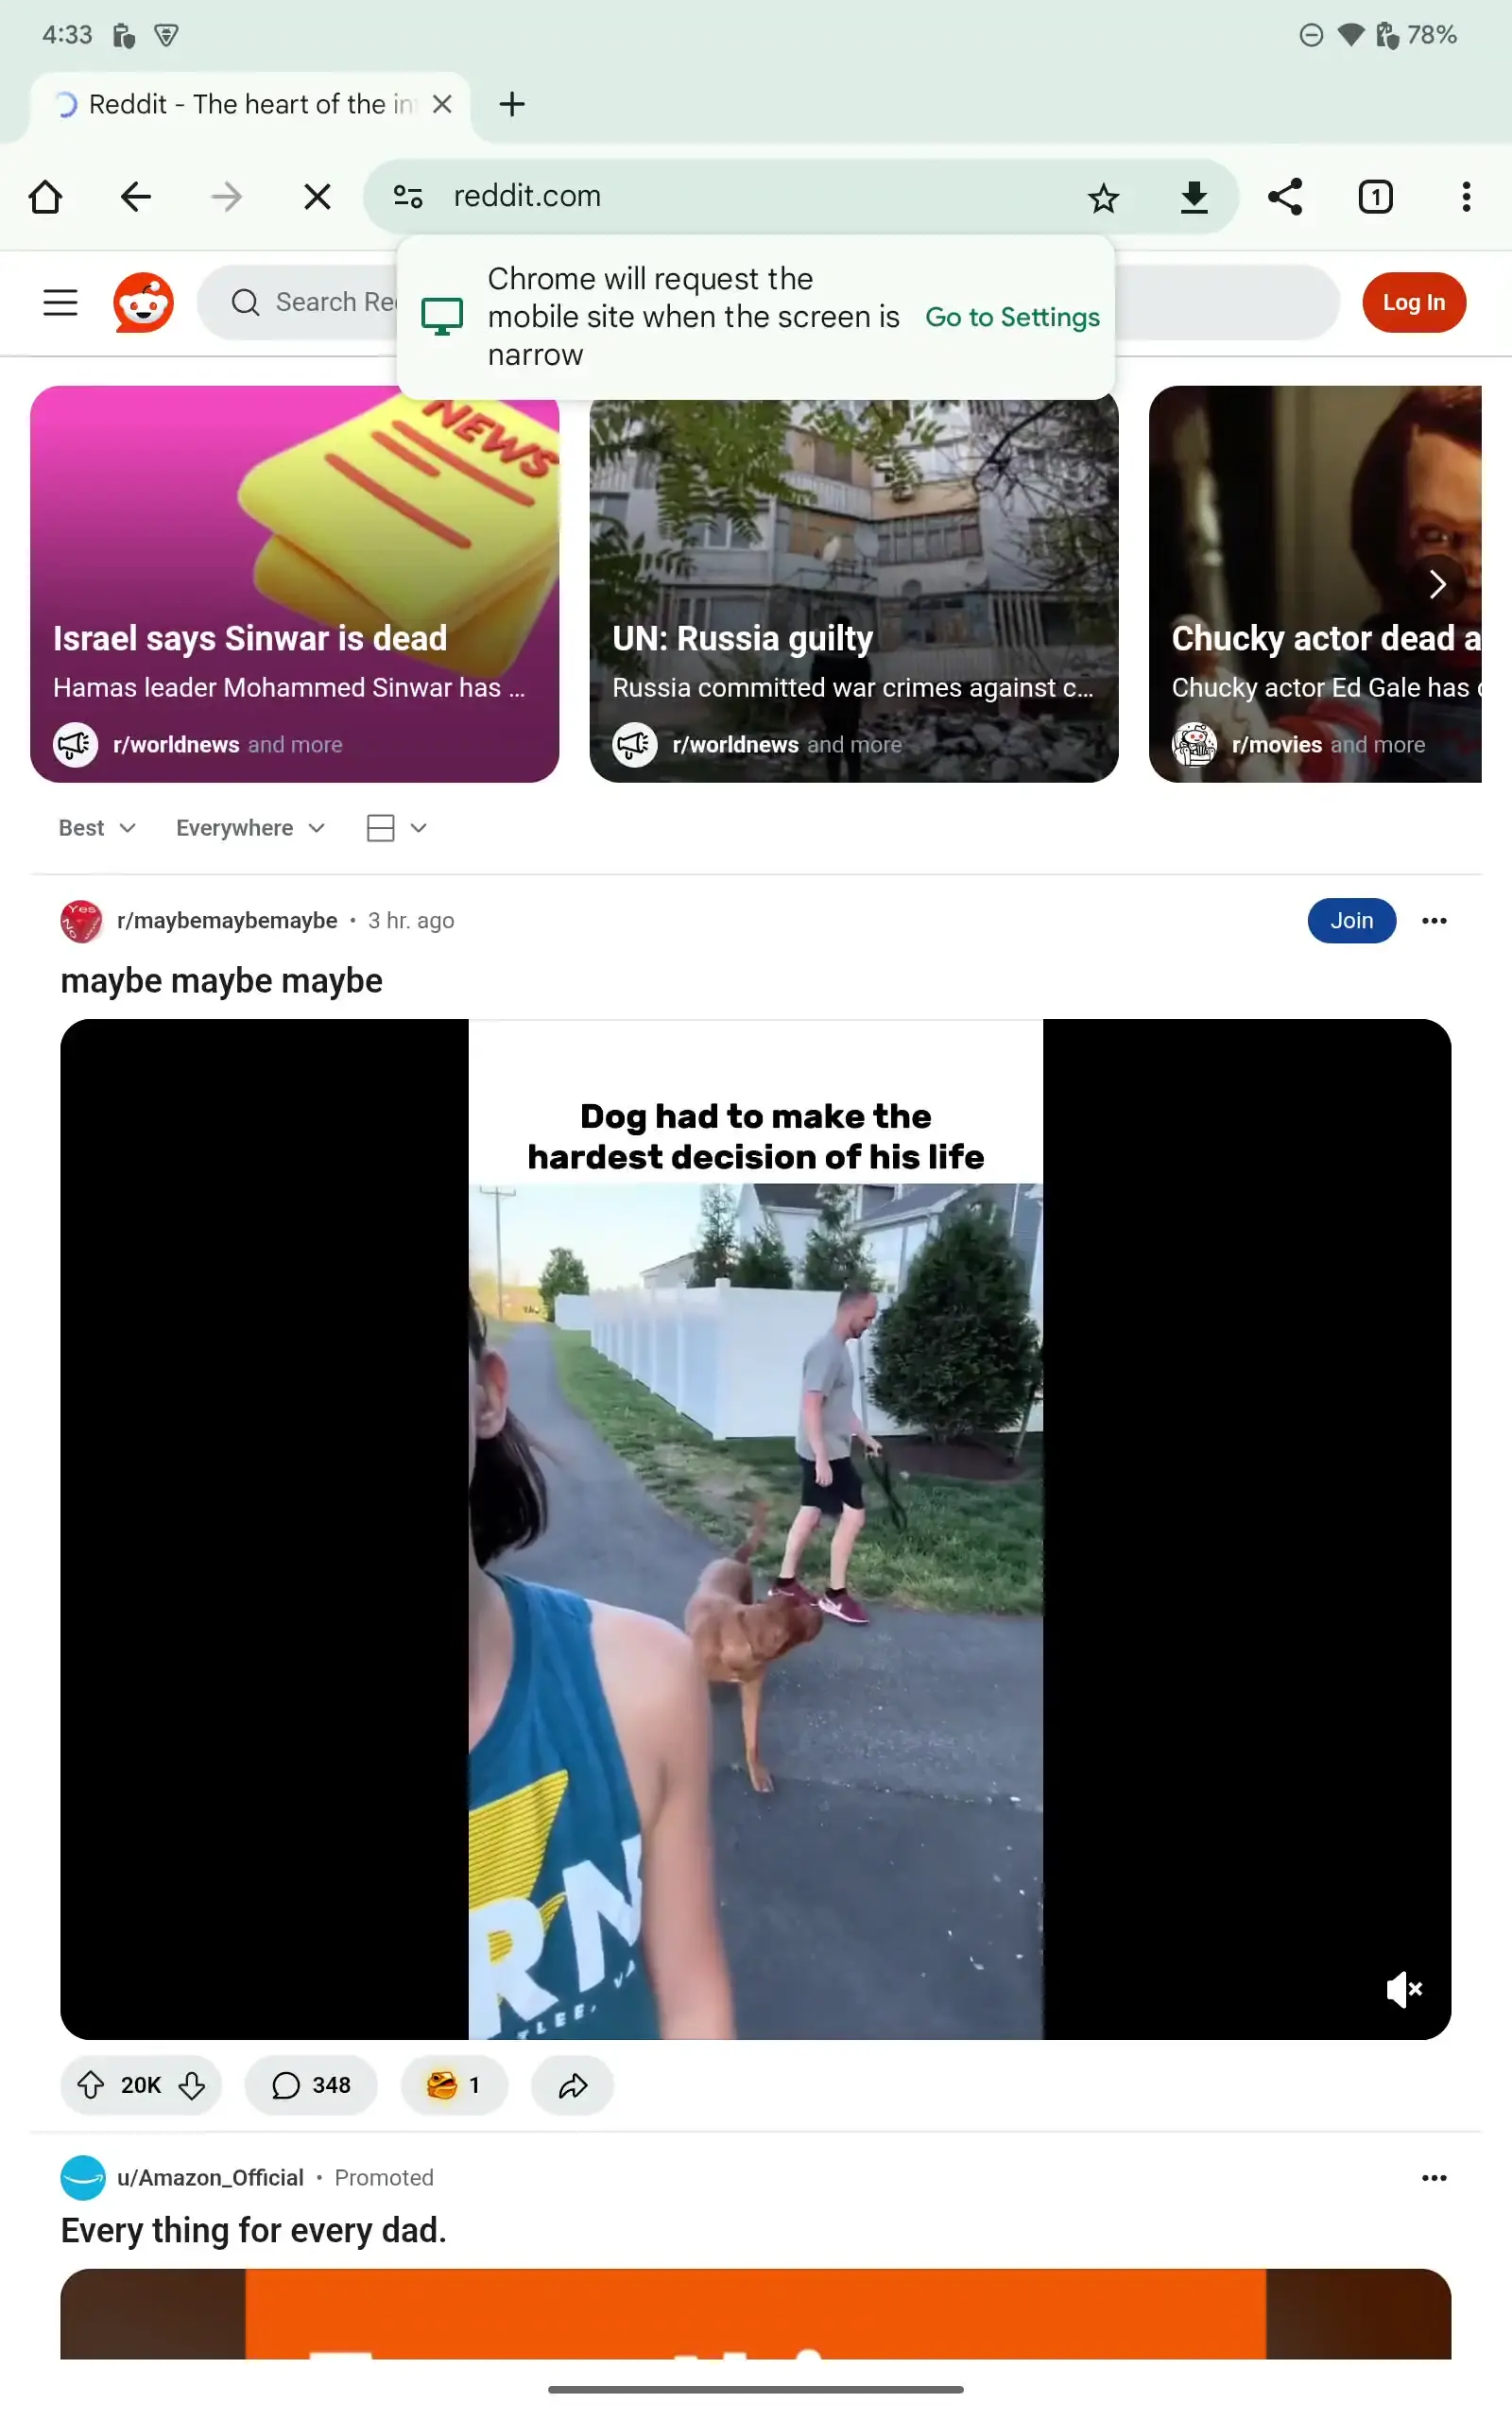 4:33
78%
Reddit - The heart of the in
reddit.com
1
Chrome will request the
mobile site when the screen is
narrow
Go to Settings
Search Re
Log In
NEWS
Israel says Sinwar is dead
Hamas leader Mohammed Sinwar has ...
r/worldnews and more
UN: Russia guilty
Russia committed war crimes against c...
r/worldnews and more
Chucky actor dead a
Chucky actor Ed Gale has
r/movies and more
Best
Everywhere
Yes
NO
r/maybemaybemaybe • 3 hr. ago
Join
maybe maybe maybe
Dog had to make the
hardest decision of his life
RN
20K
348
1
u/Amazon_Official • Promoted
Every thing for every dad.